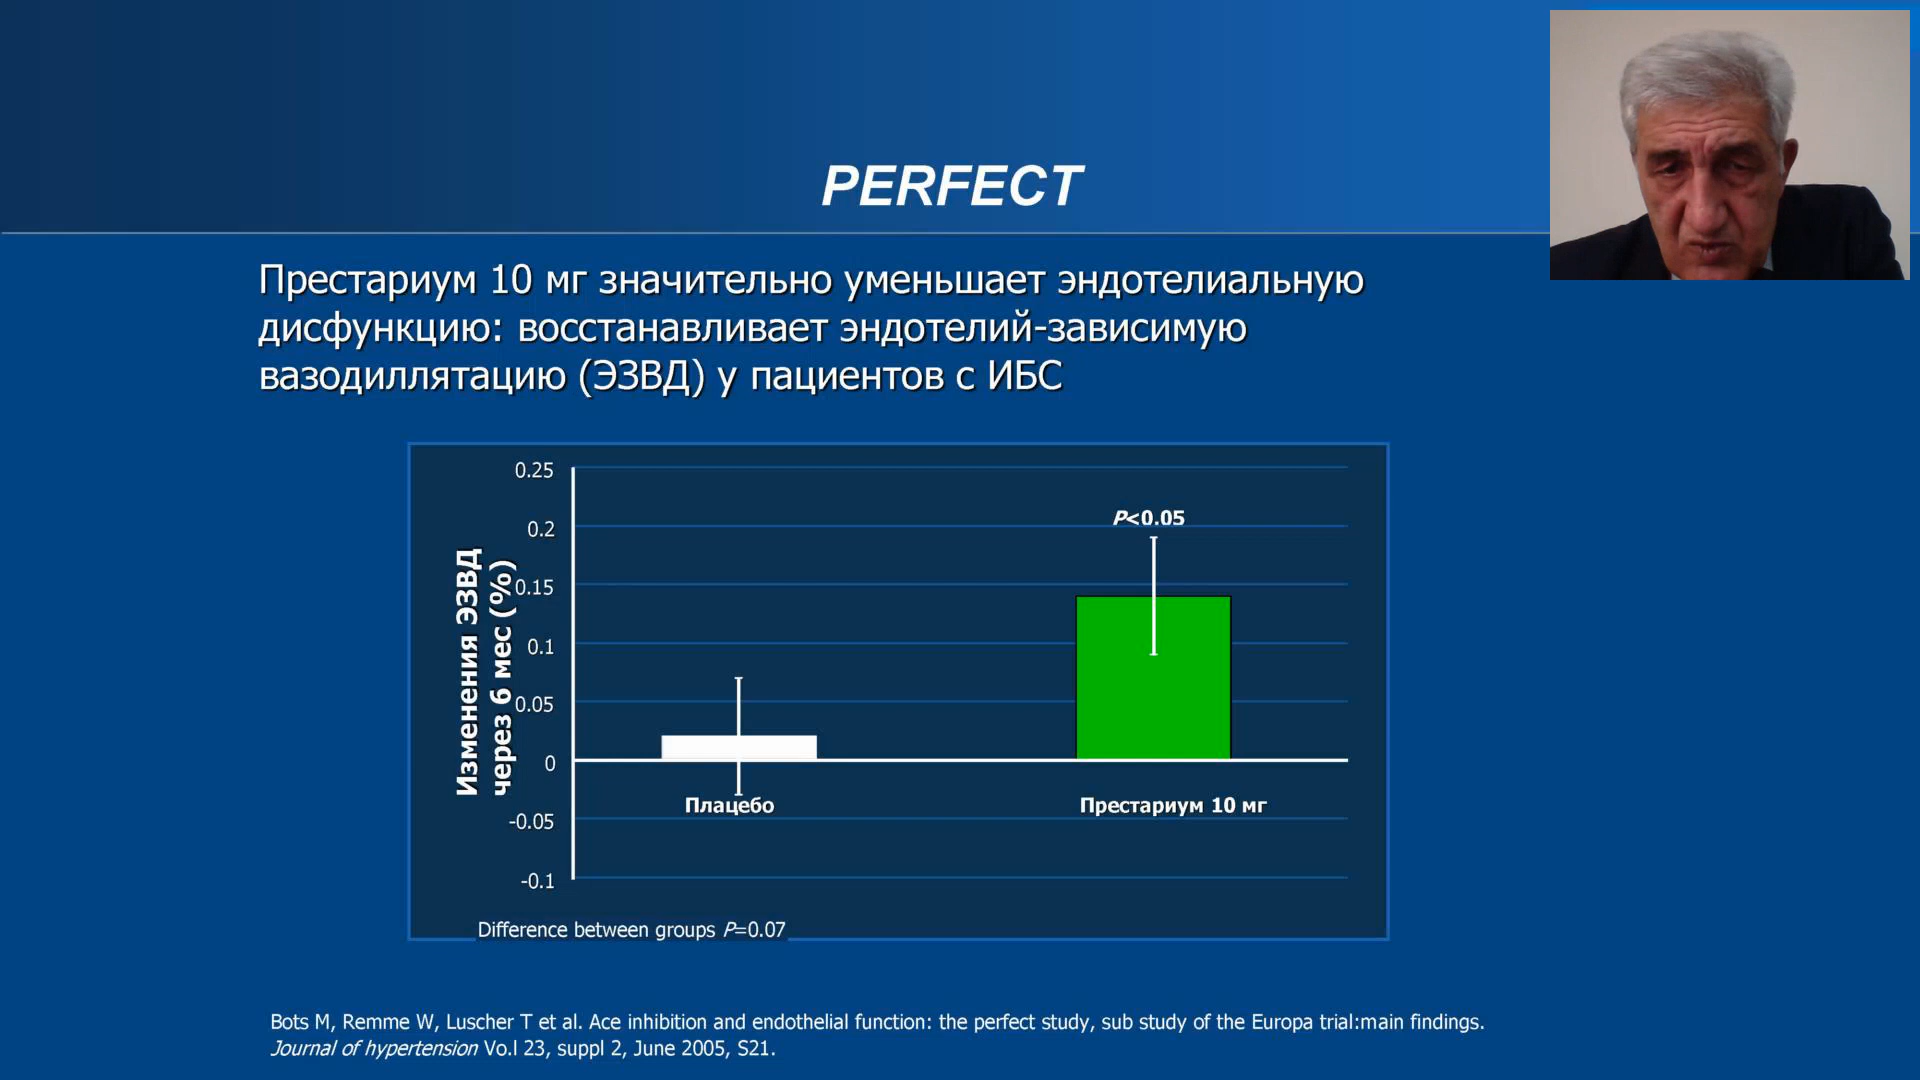 PERFECT
Престариум 10 мг значительно уменьшает эндотелиальную
дисфункцию: восстанавливает эндотелий-зависимую
вазодиллятацию (ЭЗВД) у пациентов с ИБС
Изменения ЭЗВД
через 6 мес (%)
0.25
0.2
0.15
0.1
0.05
0
-0.05
-0.1
P<0.05
Плацебо
Престариум 10 мг
Difference between groups P=0.07
Bots M, Remme W, Luscher T et al. Ace inhibition and endothelial function: the perfect study, sub study of the Europa trial:main findings.
Journal of hypertension Vo.l 23, suppl 2, June 2005, S21.